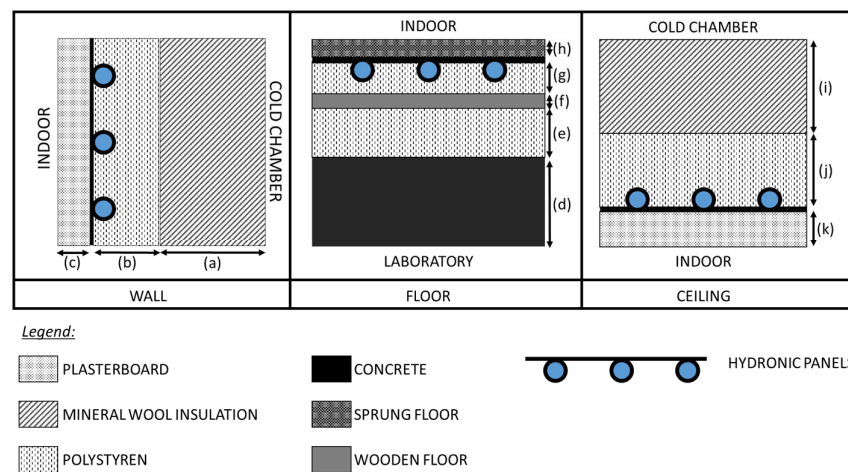 INDOOR
COLD CHAMBER
(c)
(b)
(a)
WALL
INDOOR
(h)
(g)
(f)
(e)
(d)
LABORATORY
FLOOR
COLD CHAMBER
(i)
(j)
(k)
INDOOR
CEILING
Legend:
PLASTERBOARD
MINERAL WOOL INSULATION
POLYSTYREN
CONCRETE
SPRUNG FLOOR
WOODEN FLOOR
HYDRONIC PANELS